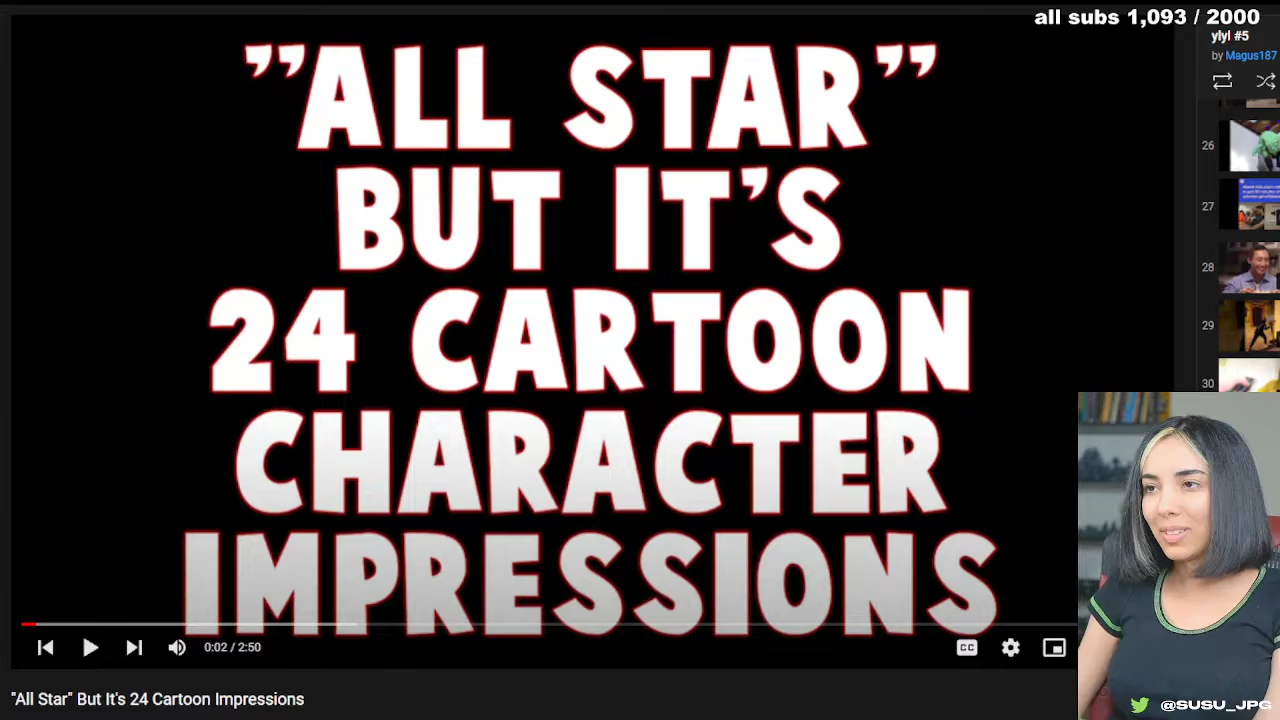 all subs 1,093 / 2000
ylyl #5
by Magus187
"ALL STAR"
BUT IT'S
24 CARTOON
CHARACTER
IMPRESSIONS
26
27
28
29
30
0:02 / 2:50
CC
"All Star" But It's 24 Cartoon Impressions
@SUSU_JPG